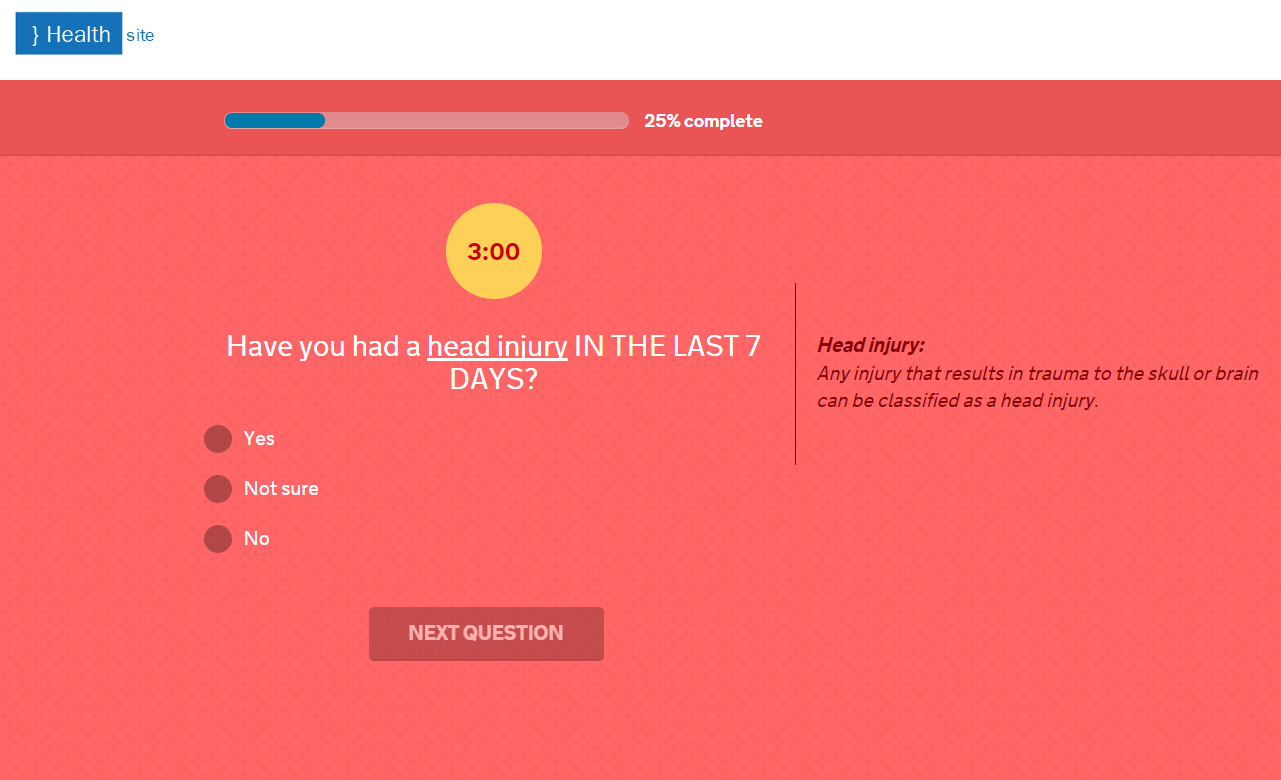 } Health site
25% complete
3:00
Have you had a head injury IN THE LAST 7
DAYS?
Head injury:
Any injury that results in trauma to the skull or brain
can be classified as a head injury.
Yes
Not sure
No
NEXT QUESTION